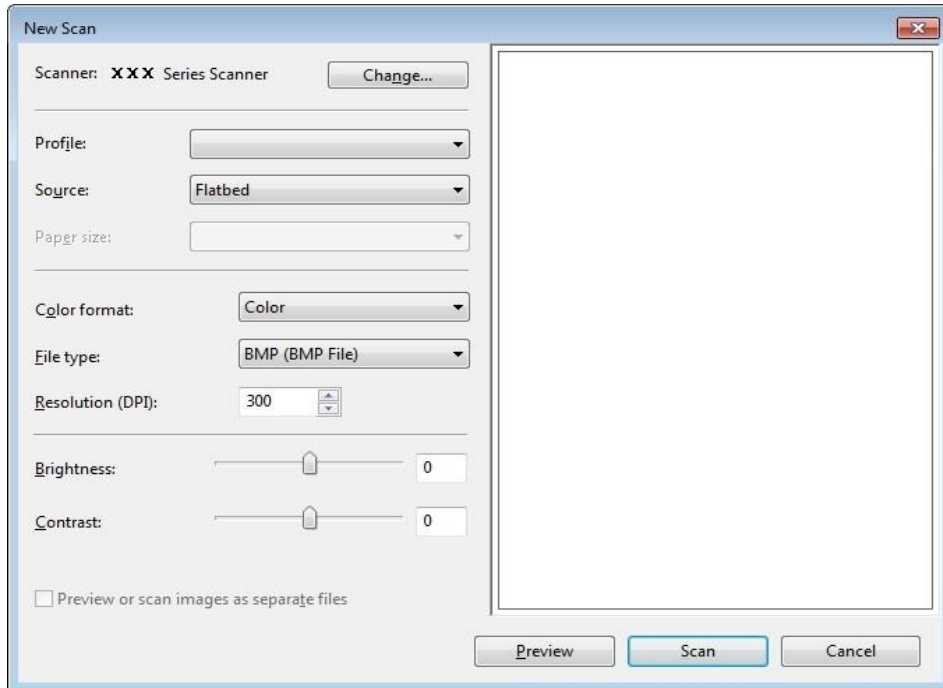 New Scan
Scanner: XXX Series Scanner
Change...
Profile:
Source:
Flatbed
Paper size:
Color format:
Color
File type:
BMP (BMP File)
Resolution (DPI):
300
Brightness:
0
Contrast:
0
Preview or scan images as separate files
Preview
Scan
Cancel